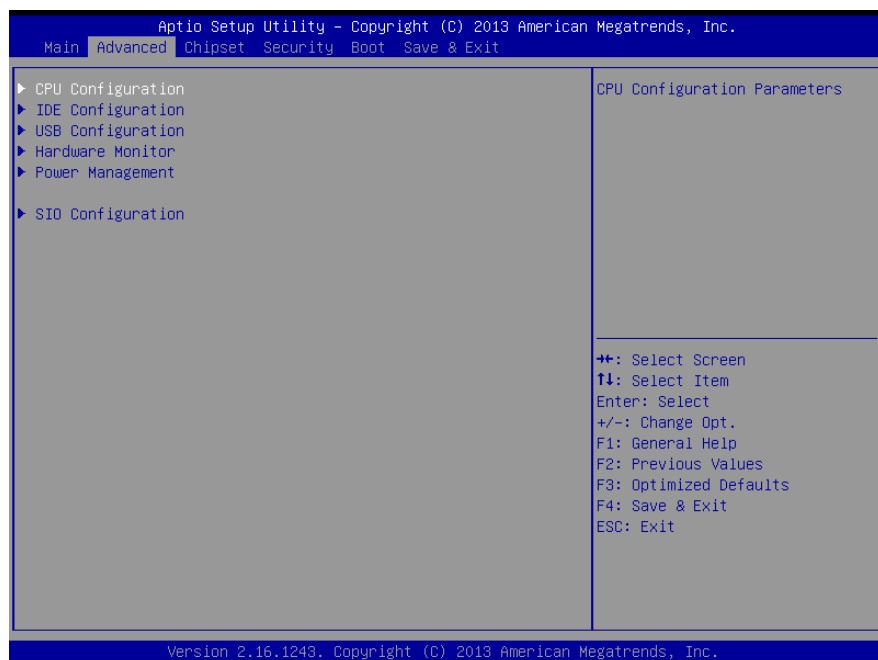 Aptio Setup Utility – Copyright (C) 2013 American Megatrends, Inc.
Main Advanced Chipset Security Boot Save & Exit
▶ CPU Configuration
▶ IDE Configuration
▶ USB Configuration
▶ Hardware Monitor
▶ Power Management
▶ SIO Configuration
CPU Configuration Parameters
→←: Select Screen
↑↓: Select Item
Enter: Select
+/-: Change Opt.
F1: General Help
F2: Previous Values
F3: Optimized Defaults
F4: Save & Exit
ESC: Exit
Version 2.16.1243. Copyright (C) 2013 American Megatrends, Inc.